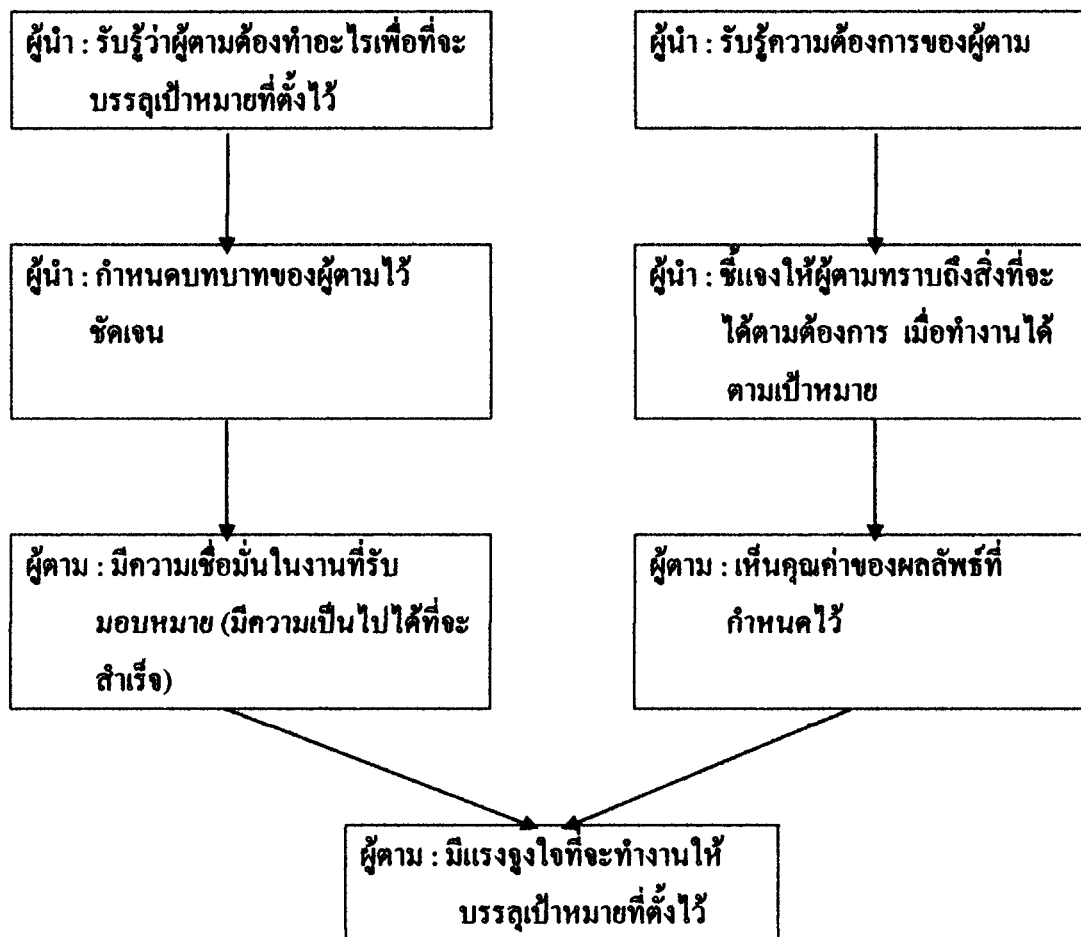 ผู้นำ : รับรู้ว่าผู้ตามต้องทำอะไรเพื่อที่จะ
บรรลุเป้าหมายที่ตั้งไว้
ผู้นำ : รับรู้ความต้องการของผู้ตาม
ผู้นำ : กำหนดบทบาทของผู้ตามไว้
ชัดเจน
ผู้นำ : ชี้แจงให้ผู้ตามทราบถึงสิ่งที่จะ
ได้ตามต้องการ เมื่อทำงานได้
ตามเป้าหมาย
ผู้ตาม : มีความเชื่อมั่นในงานที่รับ
มอบหมาย (มีความเป็นไปได้ที่จะ
สำเร็จ)
ผู้ตาม : เห็นคุณค่าของผลลัพธ์ที่
กำหนดไว้
ผู้ตาม : มีแรงจูงใจที่จะทำงานให้
บรรลุเป้าหมายที่ตั้งไว้